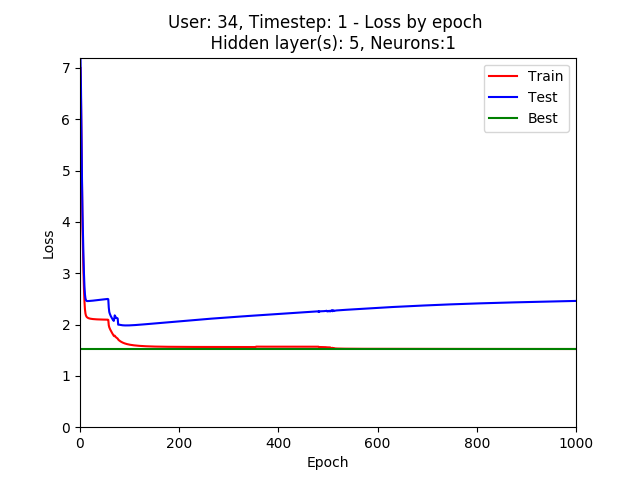 User: 34, Timestep: 1 - Loss by epoch
Hidden layer(s): 5, Neurons:1
Train
Test
Best
7
6
5
4
3
2
1
0
Loss
0
200
400
600
800
1000
Epoch